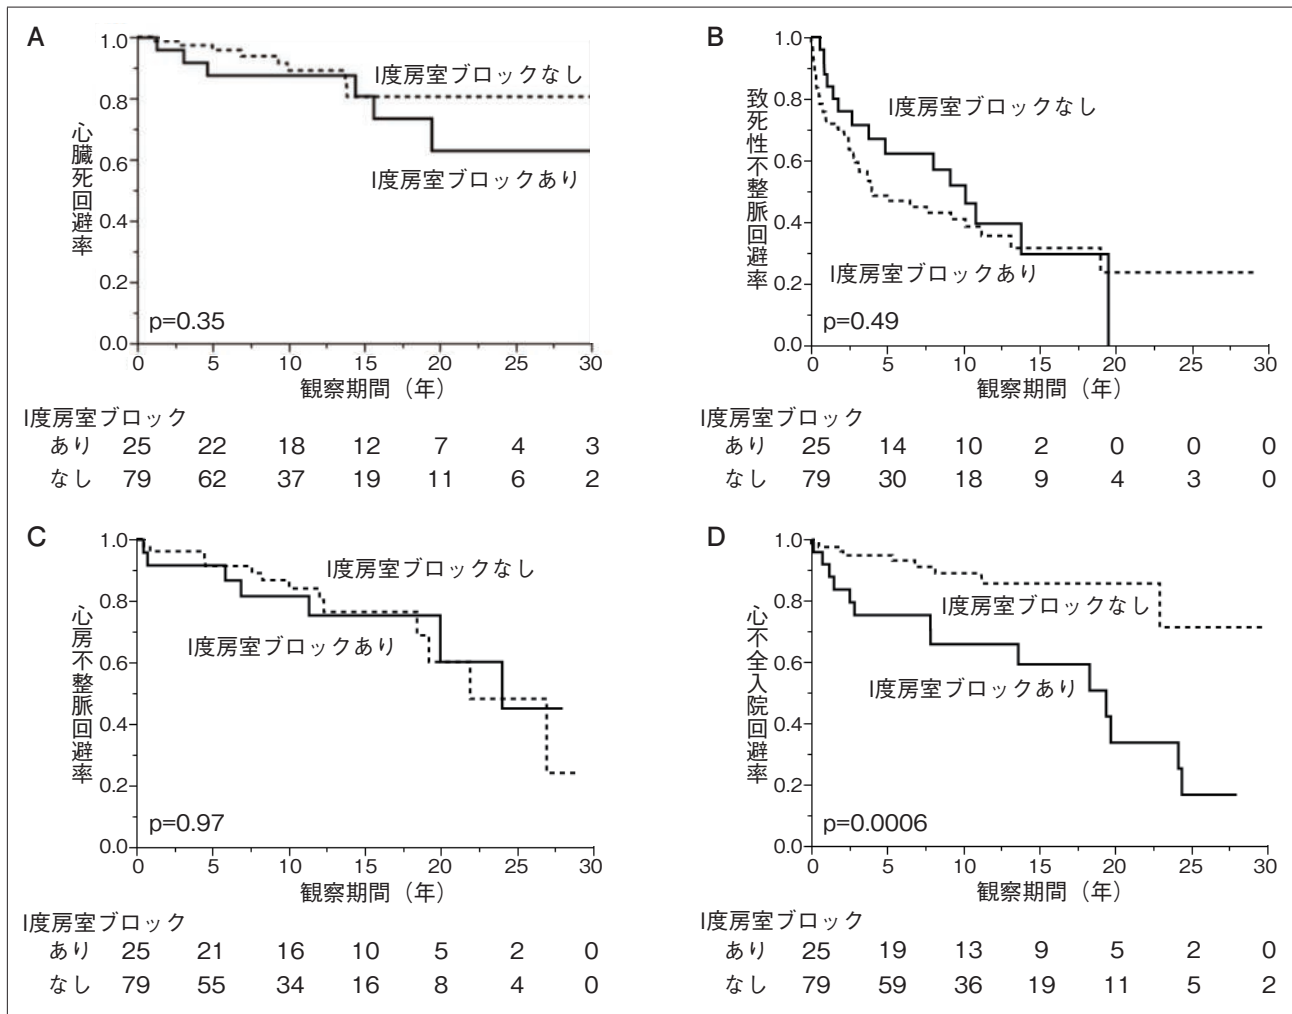 A
1.0
0.8
0.6
0.4
0.2
0.0
心臓死回避率
Ⅰ度房室ブロックなし
Ⅰ度房室ブロックあり
p=0.35
0 5 10 15 20 25 30
観察期間（年）
Ⅰ度房室ブロック
あり 25 22 18 12 7 4 3
なし 79 62 37 19 11 6 2
B
1.0
0.8
0.6
0.4
0.2
0.0
致死性不整脈回避率
Ⅰ度房室ブロックなし
Ⅰ度房室ブロックあり
p=0.49
0 5 10 15 20 25 30
観察期間（年）
Ⅰ度房室ブロック
あり 25 14 10 2 0 0 0
なし 79 30 18 9 4 3 0
C
1.0
0.8
0.6
0.4
0.2
0.0
心房不整脈回避率
Ⅰ度房室ブロックなし
Ⅰ度房室ブロックあり
p=0.97
0 5 10 15 20 25 30
観察期間（年）
Ⅰ度房室ブロック
あり 25 21 16 10 5 2 0
なし 79 55 34 16 8 4 0
D
1.0
0.8
0.6
0.4
0.2
0.0
心不全入院回避率
Ⅰ度房室ブロックなし
Ⅰ度房室ブロックあり
p=0.0006
0 5 10 15 20 25 30
観察期間（年）
Ⅰ度房室ブロック
あり 25 19 13 9 5 2 0
なし 79 59 36 19 11 5 2